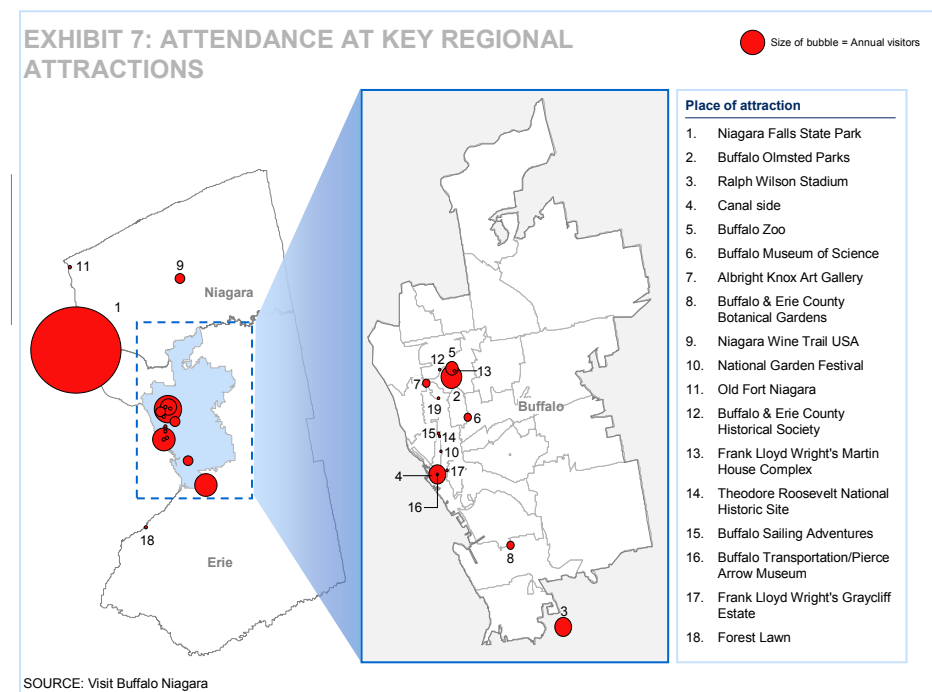 EXHIBIT 7: ATTENDANCE AT KEY REGIONAL
ATTRACTIONS
Size of bubble = Annual visitors
11
9
Niagara
1
18
Erie
5
12
13
7
2
19
Buffalo
6
15
14
10
17
4
16
8
3
Place of attraction
1. Niagara Falls State Park
2. Buffalo Olmsted Parks
3. Ralph Wilson Stadium
4. Canal side
5. Buffalo Zoo
6. Buffalo Museum of Science
7. Albright Knox Art Gallery
8. Buffalo & Erie County
Botanical Gardens
9. Niagara Wine Trail USA
10. National Garden Festival
11. Old Fort Niagara
12. Buffalo & Erie County
Historical Society
13. Frank Lloyd Wright's Martin
House Complex
14. Theodore Roosevelt National
Historic Site
15. Buffalo Sailing Adventures
16. Buffalo Transportation/Pierce
Arrow Museum
17. Frank Lloyd Wright's Graycliff
Estate
18. Forest Lawn
SOURCE: Visit Buffalo Niagara